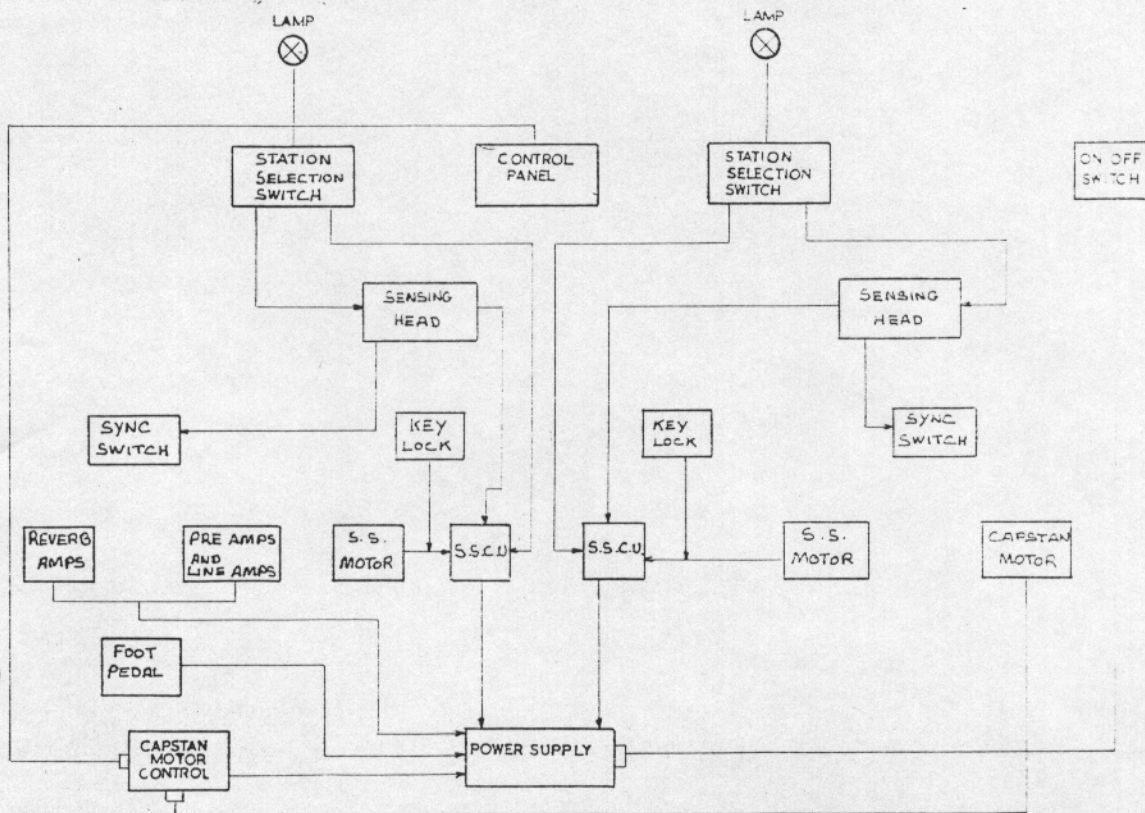 LAMP
LAMP
STATION
SELECTION
SWITCH
CONTROL
PANEL
STATION
SELECTION
SWITCH
ON OFF
SWITCH
SENSING
HEAD
SENSING
HEAD
SYNC
SWITCH
KEY
LOCK
KEY
LOCK
SYNC
SWITCH
REVERB
AMPS
PRE AMPS
AND
LINE AMPS
S.S.
MOTOR
S.S.C.U.
S.S.C.U.
S.S.
MOTOR
CAPSTAN
MOTOR
FOOT
PEDAL
CAPSTAN
MOTOR
CONTROL
POWER SUPPLY